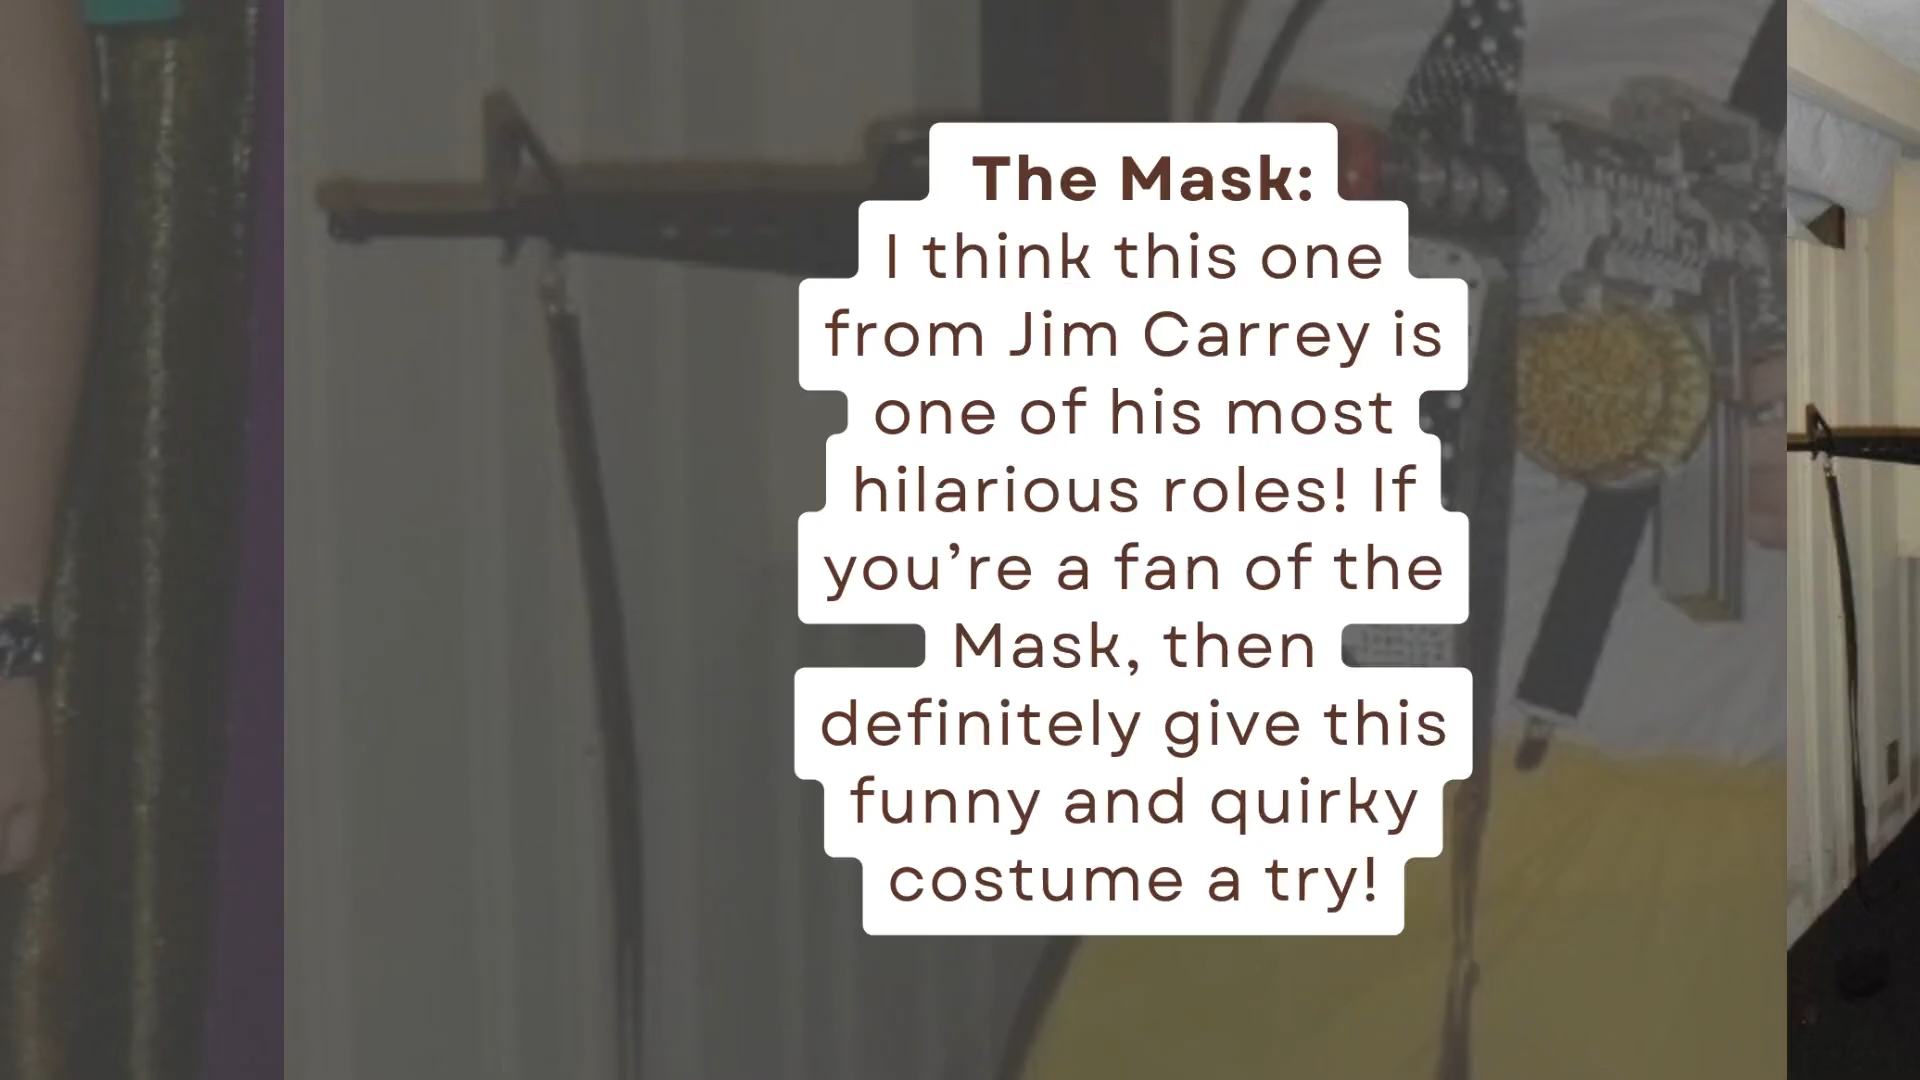 The Mask:
I think this one
from Jim Carrey is
one of his most
hilarious roles! If
you’re a fan of the
Mask, then
definitely give this
funny and quirky
costume a try!